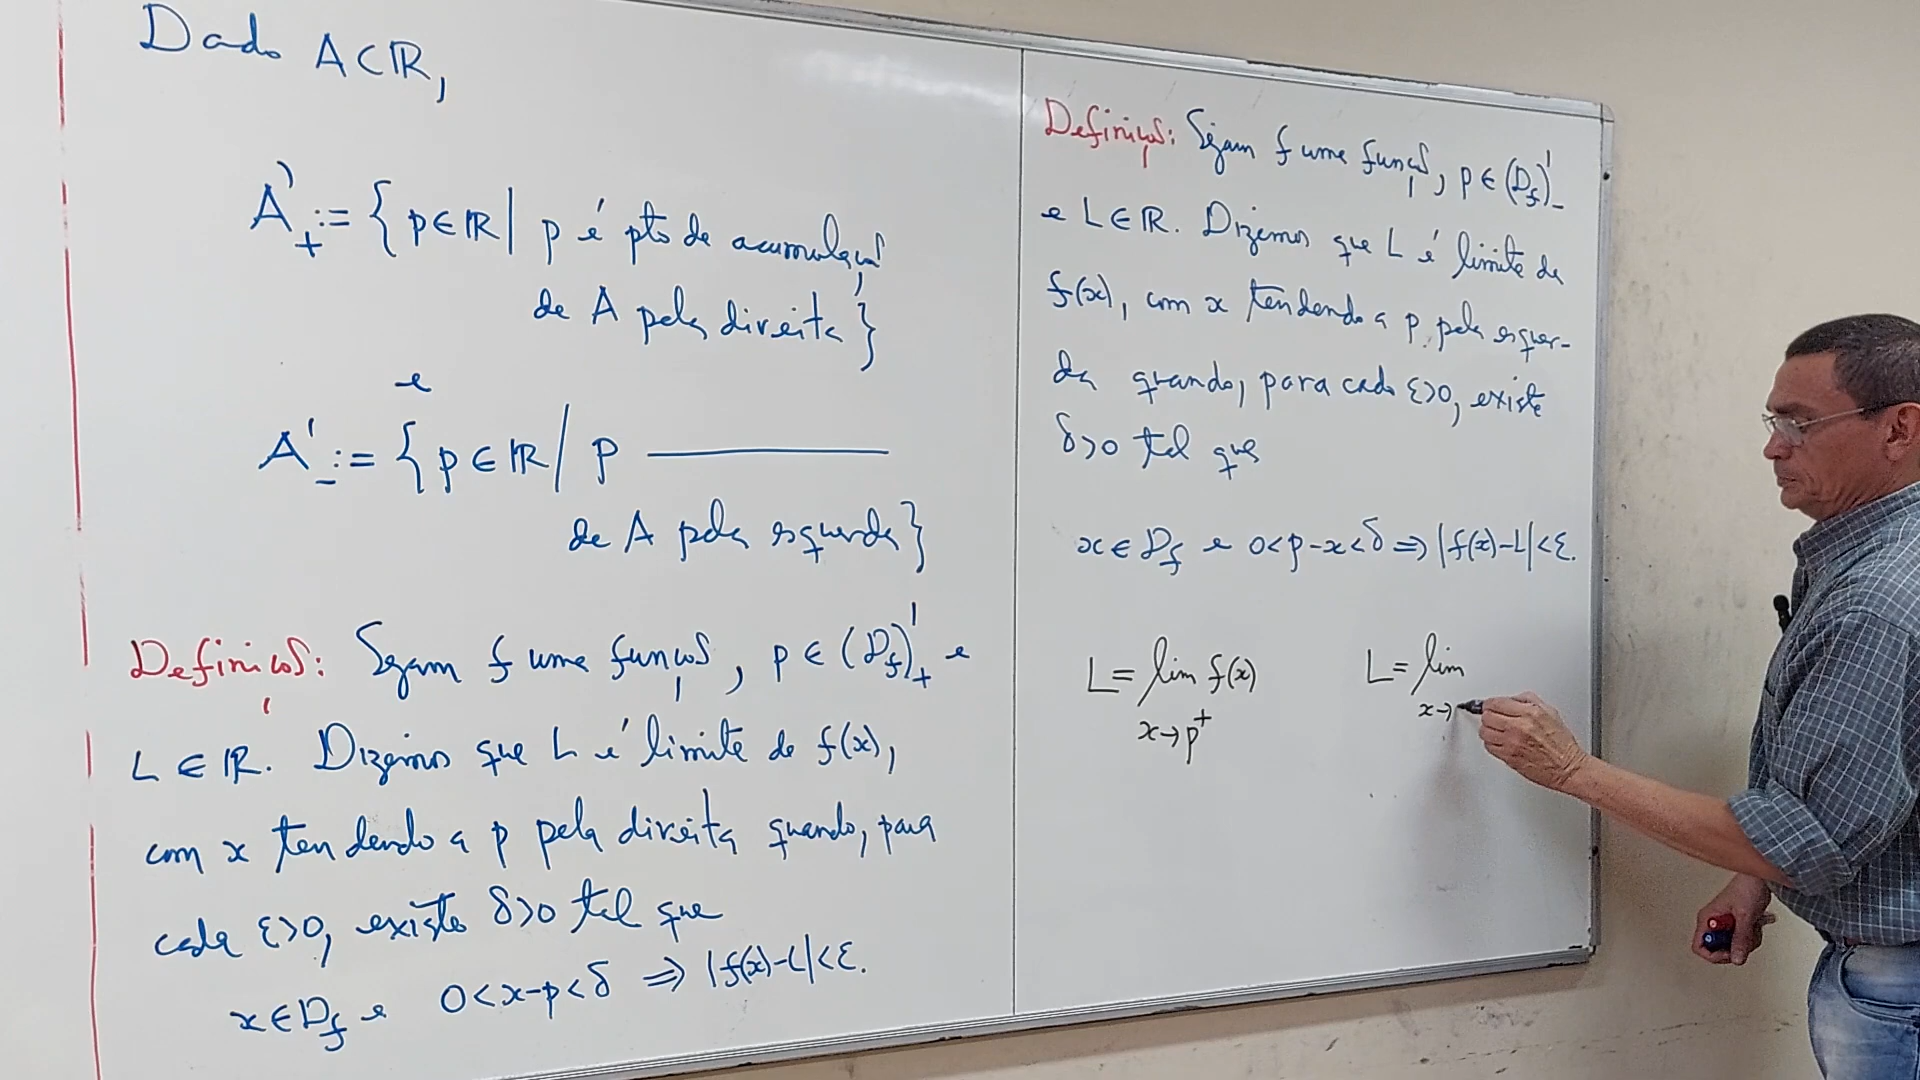 Dado A⊂ℝ,
A'₊ := { p∈ℝ | p é pto de acumulação
de A pela direita }
e
A'₋ := { p∈ℝ | p ————
de A pela esquerda }
Definição: Sejam f uma função, p ∈ (D_f)'₊ e
L ∈ ℝ. Dizemos que L é limite de f(x),
com x tendendo a p pela direita quando, para
cada ε>0, existe δ>0 tal que
x∈D_f e 0<x-p<δ ⇒ |f(x)-L|<ε.
Definição: Sejam f uma função, p ∈ (D_f)'₋
e L∈ℝ. Dizemos que L é limite de
f(x), com x tendendo a p pela esquer-
da quando, para cada ε>0, existe
δ>0 tal que
x∈D_f e 0<p-x<δ ⇒ |f(x)-L|<ε.
L = lim f(x) L = lim
x→p⁺ x→